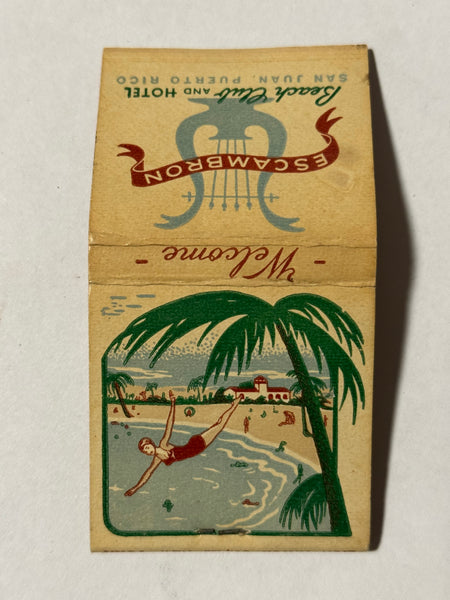 - Welcome -
ESCAMBRON
Beach Club AND HOTEL
SAN JUAN, PUERTO RICO